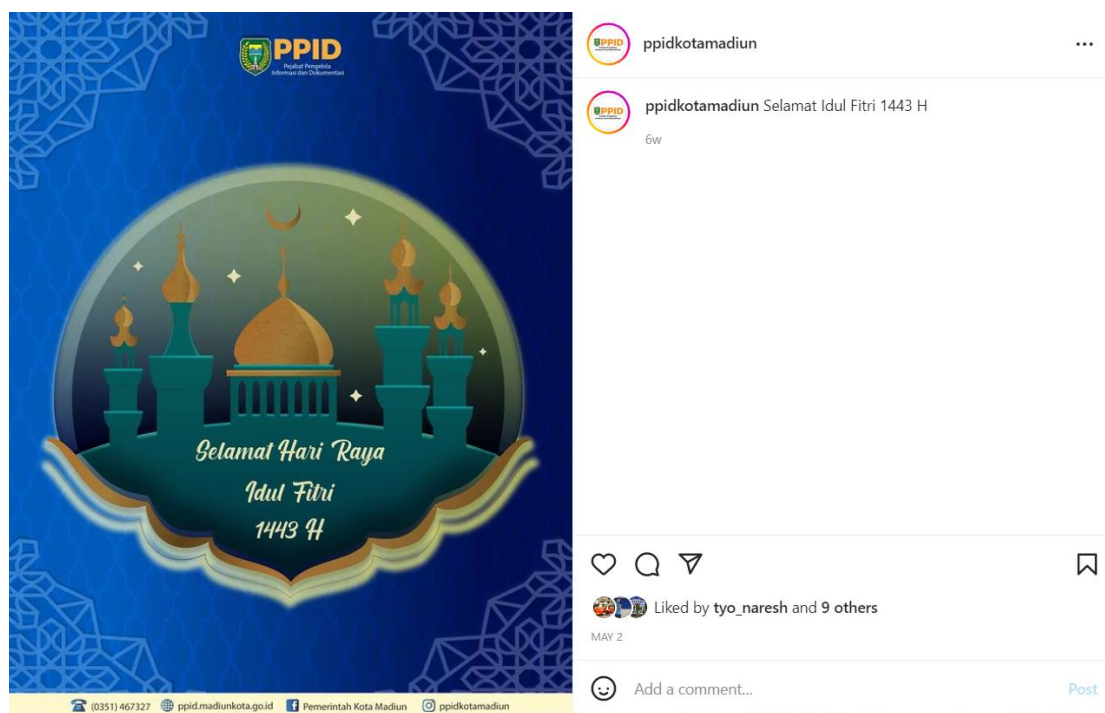 PPID
Pejabat Pengelola
Informasi dan Dokumentasi
Selamat Hari Raya
Idul Fitri
1443 H
(0351) 467327 ppid.madiunkota.go.id Pemerintah Kota Madiun ppidkotamadiun
ppidkotamadiun
ppidkotamadiun Selamat Idul Fitri 1443 H
6w
Liked by tyo_naresh and 9 others
MAY 2
Add a comment... Post